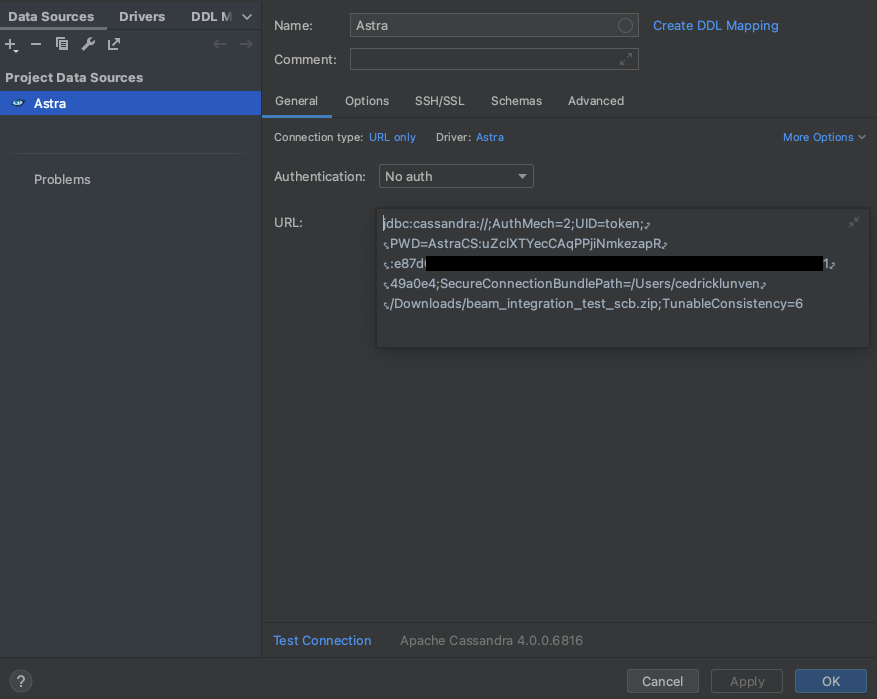 Data Sources Drivers DDL M
Name: Astra Create DDL Mapping
Comment:
Project Data Sources
Astra
General Options SSH/SSL Schemas Advanced
Connection type: URL only Driver: Astra More Options
Authentication: No auth
Problems
URL: jdbc:cassandra://;AuthMech=2;UID=token;
PWD=AstraCS:uZclXTYecCAqPPjiNmkezapR
:e87d 1
49a0e4;SecureConnectionBundlePath=/Users/cedricklunven
/Downloads/beam_integration_test_scb.zip;TunableConsistency=6
Test Connection Apache Cassandra 4.0.0.6816
? Cancel Apply OK